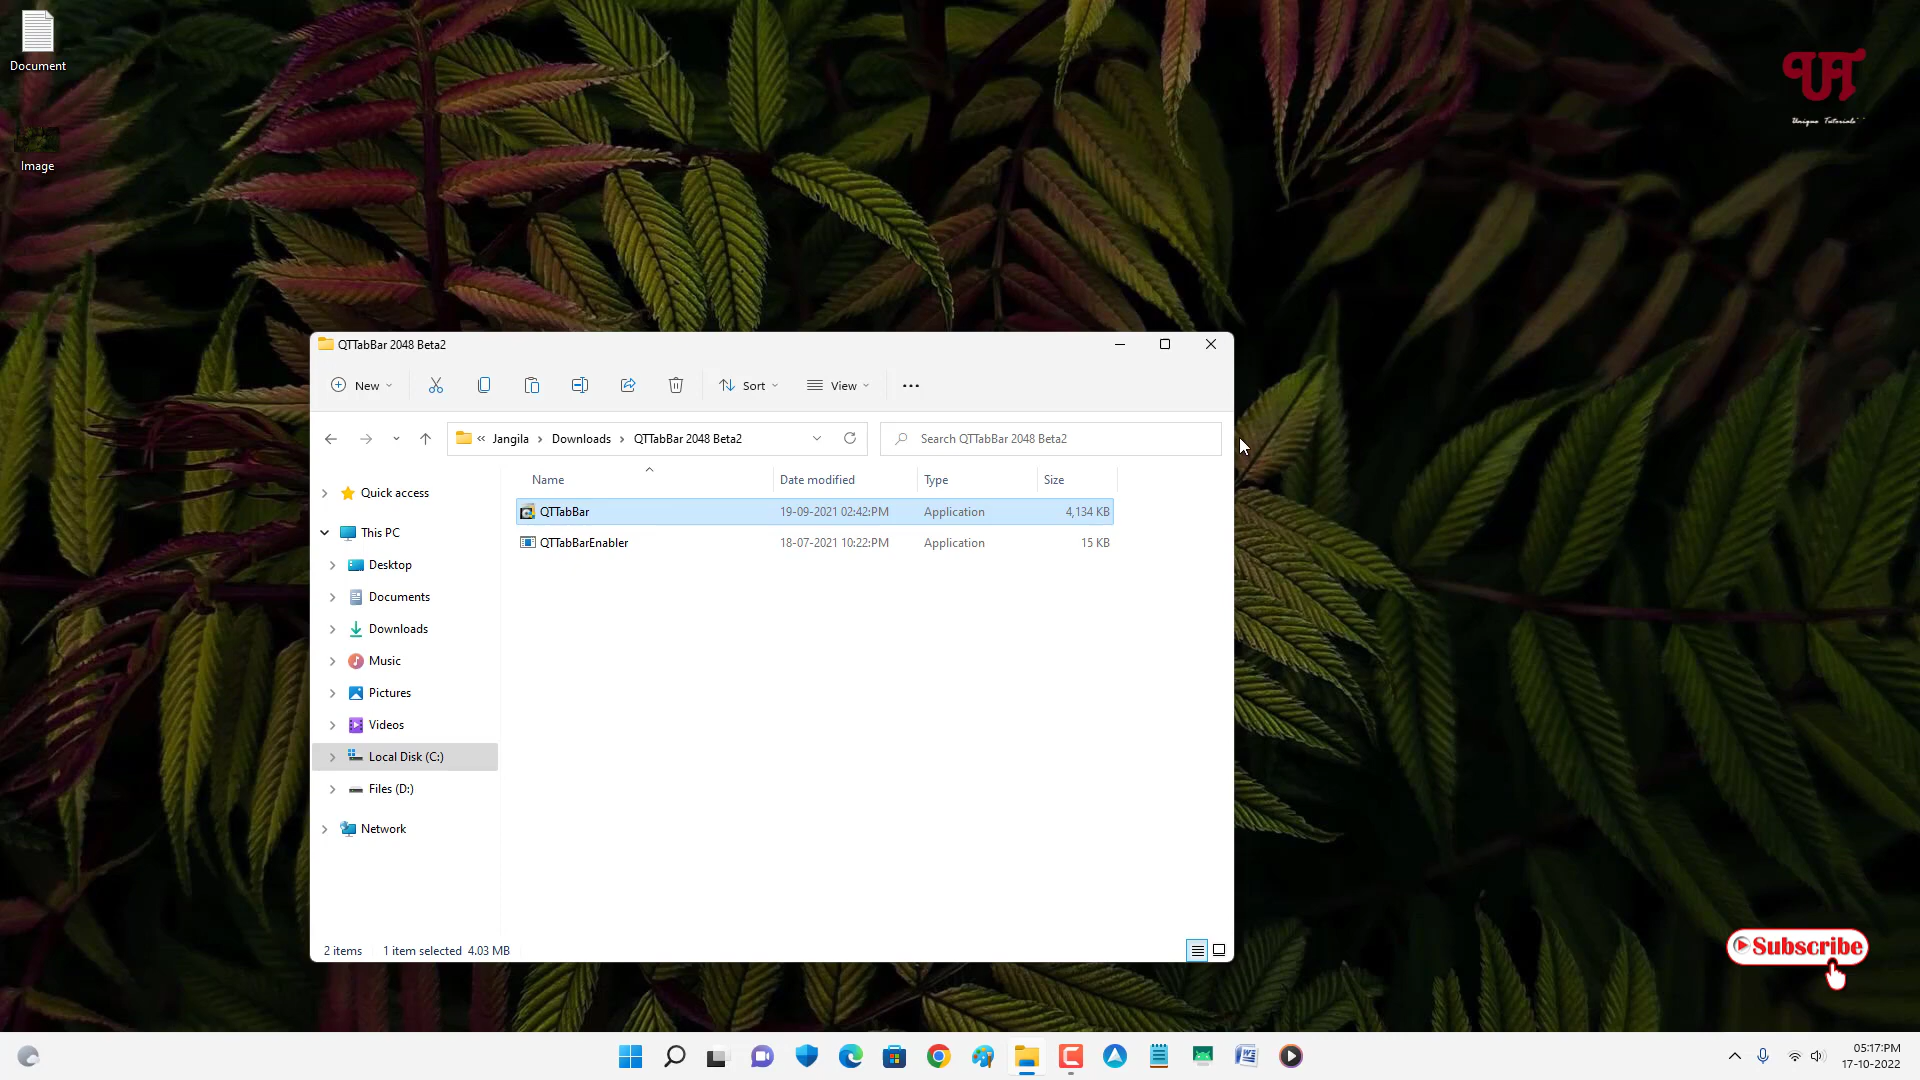 Document
Image
UT
Unique Tutorials
QTTabBar 2048 Beta2
New
Sort
View
« Jangila > Downloads > QTTabBar 2048 Beta2
Search QTTabBar 2048 Beta2
Name Date modified Type Size
QTTabBar 19-09-2021 02:42:PM Application 4,134 KB
QTTabBarEnabler 18-07-2021 10:22:PM Application 15 KB
Quick access
This PC
Desktop
Documents
Downloads
Music
Pictures
Videos
Local Disk (C:)
Files (D:)
Network
2 items 1 item selected 4.03 MB
Subscribe
05:17:PM
17-10-2022